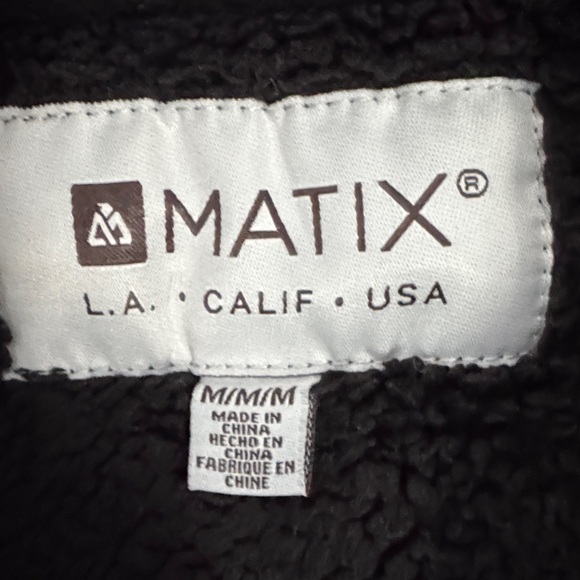 MATIX®
L.A. • CALIF • USA
M/M/M
MADE IN
CHINA
HECHO EN
CHINA
FABRIQUE EN
CHINE